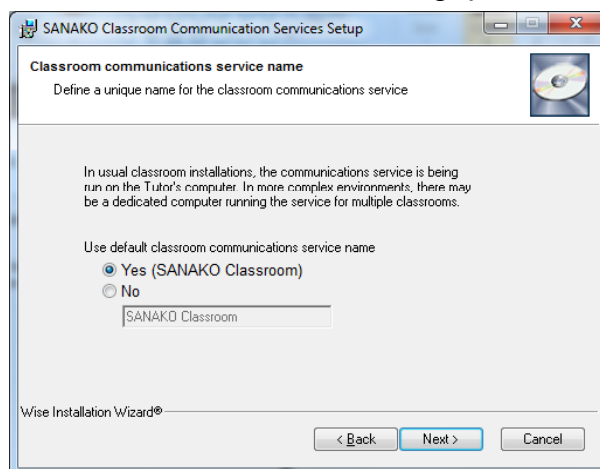 SANAKO Classroom Communication Services Setup
Classroom communications service name
Define a unique name for the classroom communications service
In usual classroom installations, the communications service is being
run on the Tutor's computer. In more complex environments, there may
be a dedicated computer running the service for multiple classrooms.
Use default classroom communications service name
Yes (SANAKO Classroom)
No
SANAKO Classroom
Wise Installation Wizard®
< Back Next > Cancel